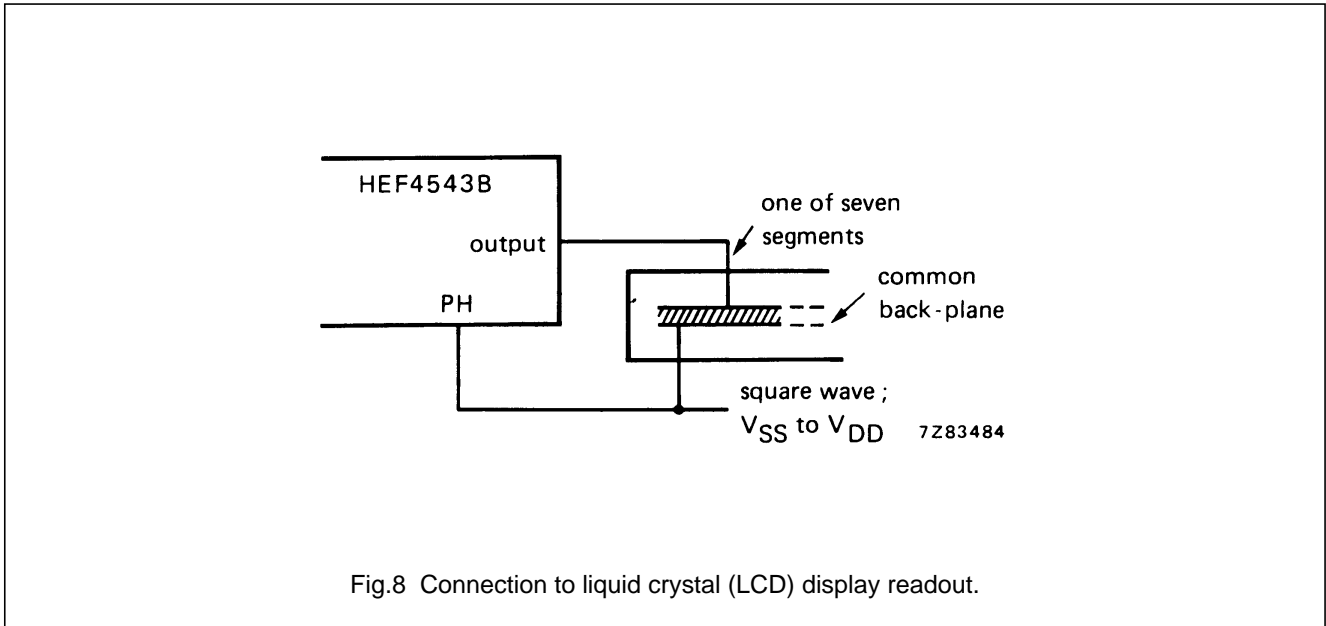 HEF4543B
output
PH
one of seven
segments
common
back-plane
square wave;
VSS to VDD
7Z83484
Fig.8 Connection to liquid crystal (LCD) display readout.